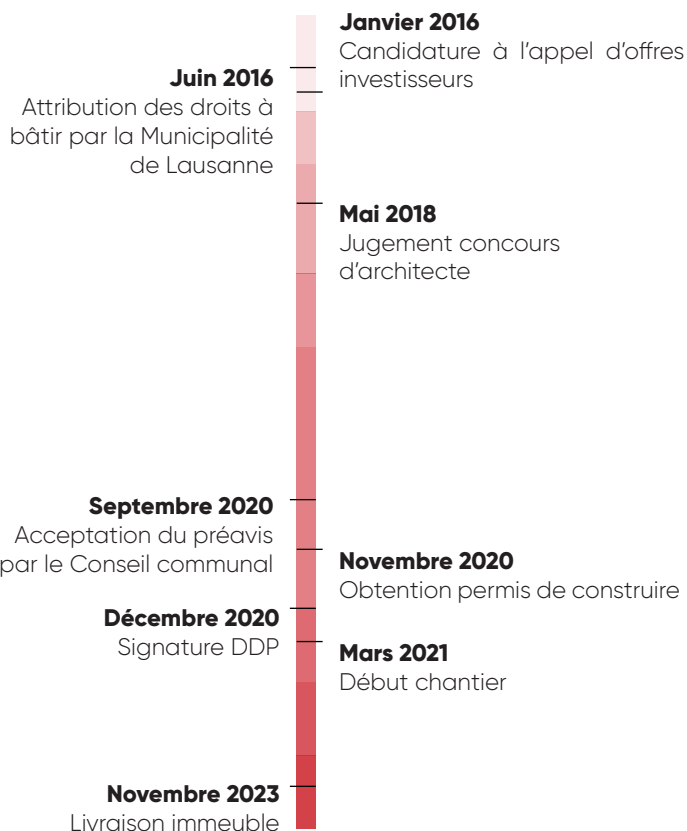 Janvier 2016
Candidature à l'appel d'offres
investisseurs
Juin 2016
Attribution des droits à
bâtir par la Municipalité
de Lausanne
Mai 2018
Jugement concours
d'architecte
Septembre 2020
Acceptation du préavis
par le Conseil communal
Novembre 2020
Obtention permis de construire
Décembre 2020
Signature DDP
Mars 2021
Début chantier
Novembre 2023
Livraison immeuble